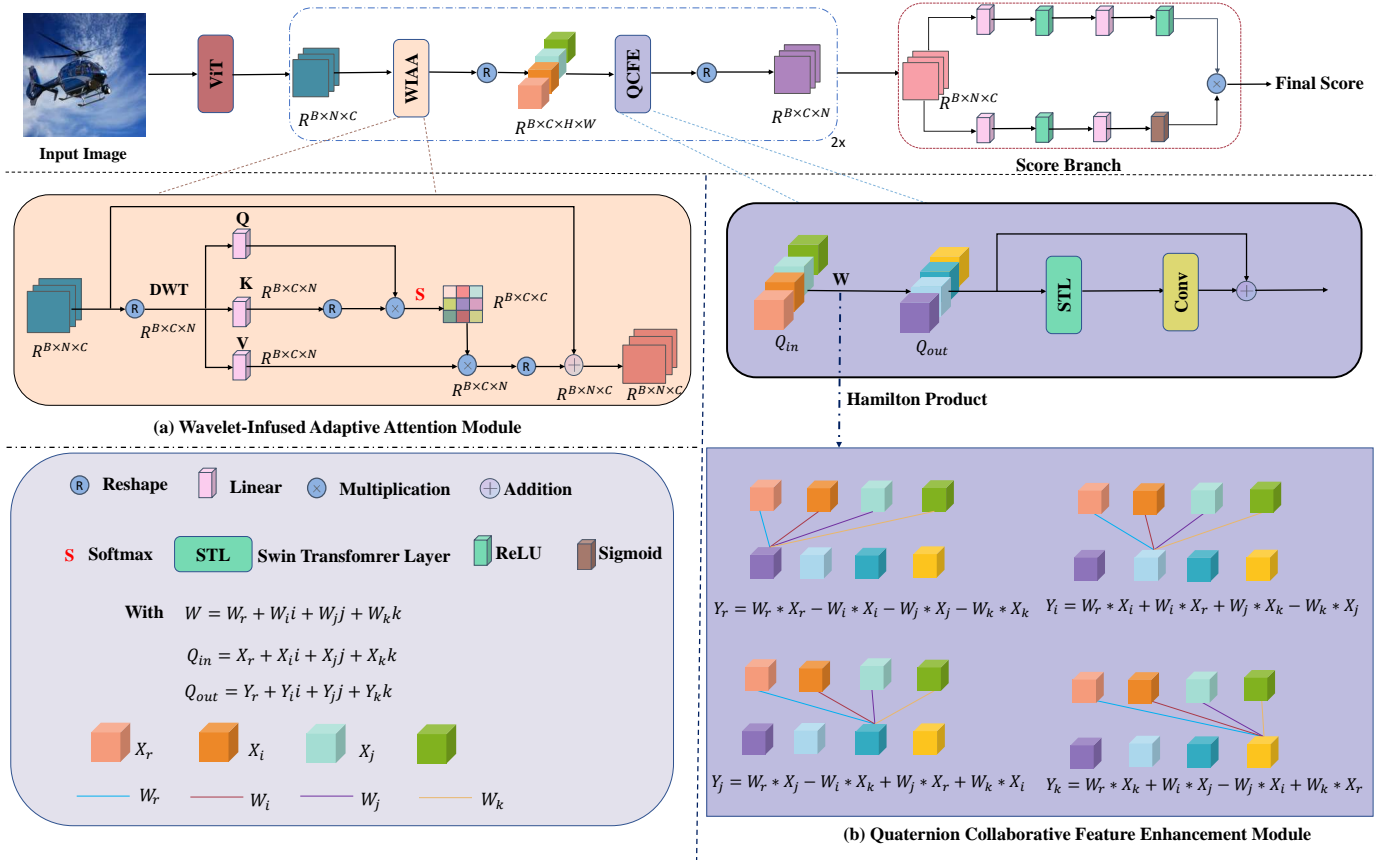 Input Image
ViT
$R^{B×N×C}$
WIAA
R
$R^{B×C×H×W}$
QCFE
R
$R^{B×C×N}$
2x
$R^{B×N×C}$
×
Final Score
Score Branch
$R^{B×N×C}$
R
DWT
$R^{B×C×N}$
Q
K
$R^{B×C×N}$
R
×
S
$R^{B×C×C}$
V
$R^{B×C×N}$
×
$R^{B×C×N}$
R
+
$R^{B×N×C}$
$R^{B×N×C}$
(a) Wavelet-Infused Adaptive Attention Module
$Q_{in}$
W
$Q_{out}$
STL
Conv
+
Hamilton Product
R Reshape
Linear
× Multiplication
+ Addition
S Softmax
STL Swin Transfomrer Layer
ReLU
Sigmoid
With $W = W_r + W_i i + W_j j + W_k k$
$Q_{in} = X_r + X_i i + X_j j + X_k k$
$Q_{out} = Y_r + Y_i i + Y_j j + Y_k k$
$X_r$ $X_i$ $X_j$
$W_r$ $W_i$ $W_j$ $W_k$
$Y_r = W_r * X_r - W_i * X_i - W_j * X_j - W_k * X_k$
$Y_i = W_r * X_i + W_i * X_r + W_j * X_k - W_k * X_j$
$Y_j = W_r * X_j - W_i * X_k + W_j * X_r + W_k * X_i$
$Y_k = W_r * X_k + W_i * X_j - W_j * X_i + W_k * X_r$
(b) Quaternion Collaborative Feature Enhancement Module